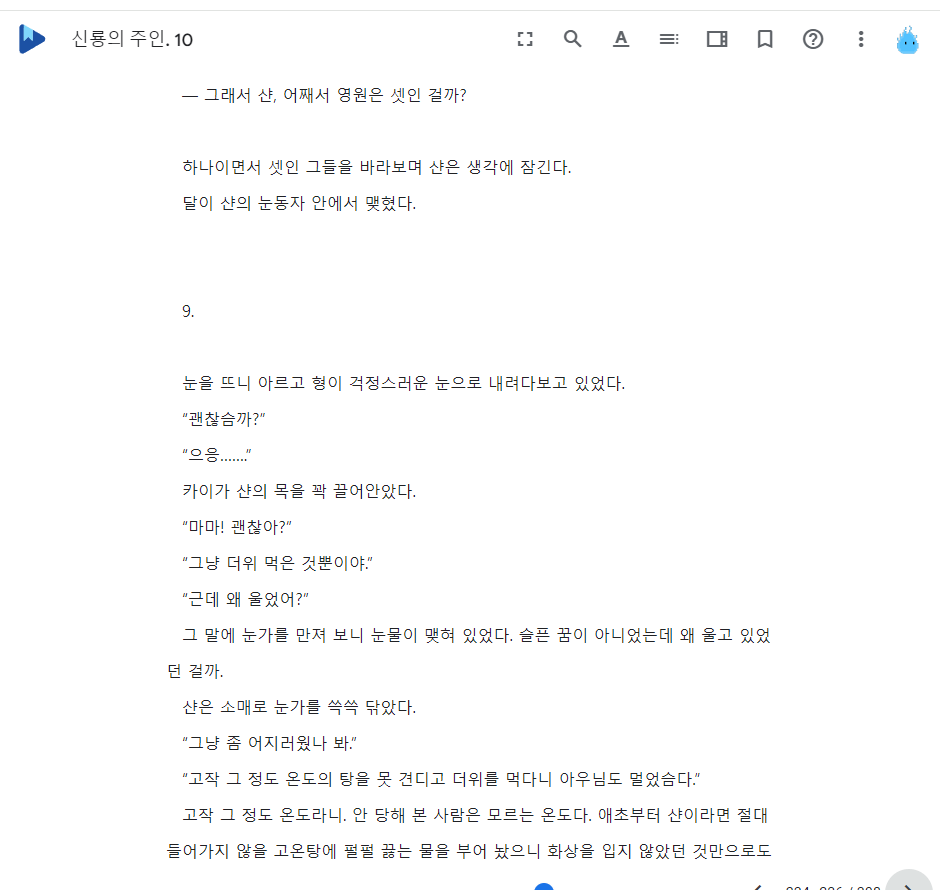 신룡의 주인. 10
— 그래서 샨, 어째서 영원은 셋인 걸까?
하나이면서 셋인 그들을 바라보며 샨은 생각에 잠긴다.
달이 샨의 눈동자 안에서 맺혔다.
9.
눈을 뜨니 아르고 형이 걱정스러운 눈으로 내려다보고 있었다.
“괜찮슴까?”
“으응…….”
카이가 샨의 목을 꽉 끌어안았다.
“마마! 괜찮아?”
“그냥 더위 먹은 것뿐이야.”
“근데 왜 울었어?”
그 말에 눈가를 만져 보니 눈물이 맺혀 있었다. 슬픈 꿈이 아니었는데 왜 울고 있었
던 걸까.
샨은 소매로 눈가를 쓱쓱 닦았다.
“그냥 좀 어지러웠나 봐.”
“고작 그 정도 온도의 탕을 못 견디고 더위를 먹다니 아우님도 멀었슴다.”
고작 그 정도 온도라니. 안 당해 본 사람은 모르는 온도다. 애초부터 샨이라면 절대
들어가지 않을 고온탕에 펄펄 끓는 물을 부어 놨으니 화상을 입지 않았던 것만으로도